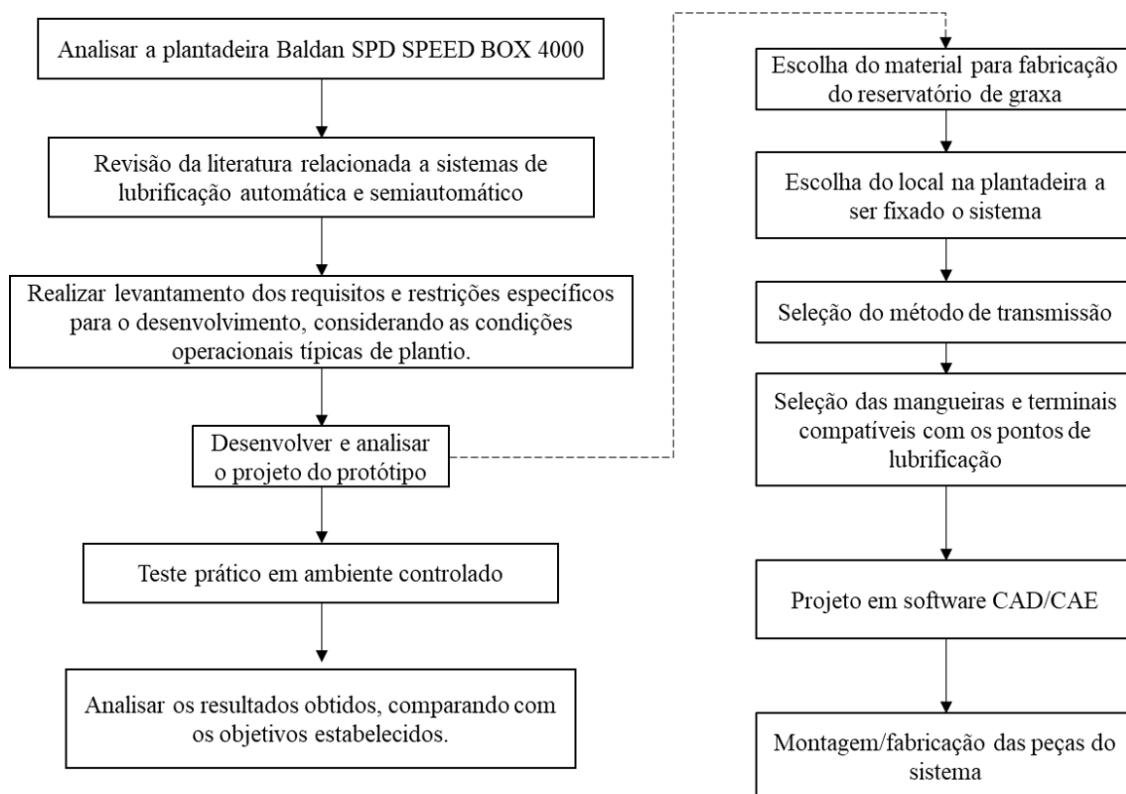 Analisar a plantadeira Baldan SPD SPEED BOX 4000
Revisão da literatura relacionada a sistemas de
lubrificação automática e semiautomático
Realizar levantamento dos requisitos e restrições específicos
para o desenvolvimento, considerando as condições
operacionais típicas de plantio.
Desenvolver e analisar
o projeto do protótipo
Teste prático em ambiente controlado
Analisar os resultados obtidos, comparando com
os objetivos estabelecidos.
Escolha do material para fabricação
do reservatório de graxa
Escolha do local na plantadeira a
ser fixado o sistema
Seleção do método de transmissão
Seleção das mangueiras e terminais
compatíveis com os pontos de
lubrificação
Projeto em software CAD/CAE
Montagem/fabricação das peças do
sistema